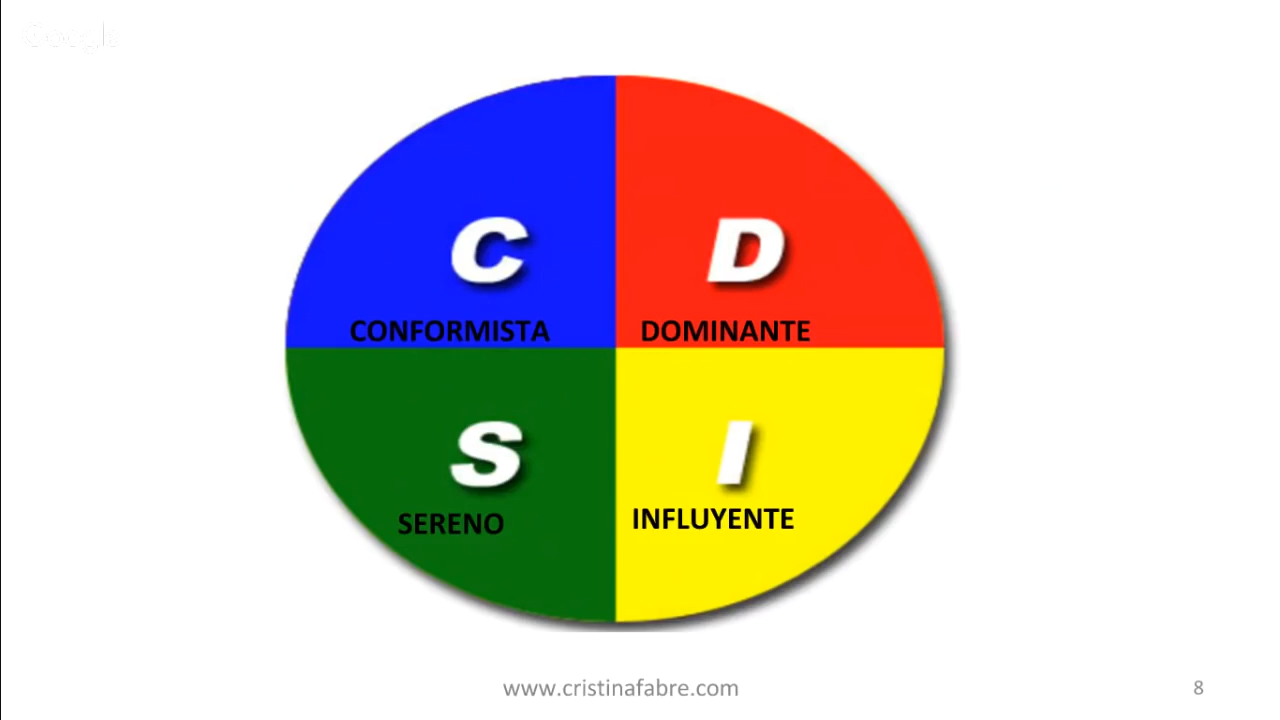 C
D
CONFORMISTA
DOMINANTE
S
I
SERENO
INFLUYENTE
www.cristinafabre.com
8